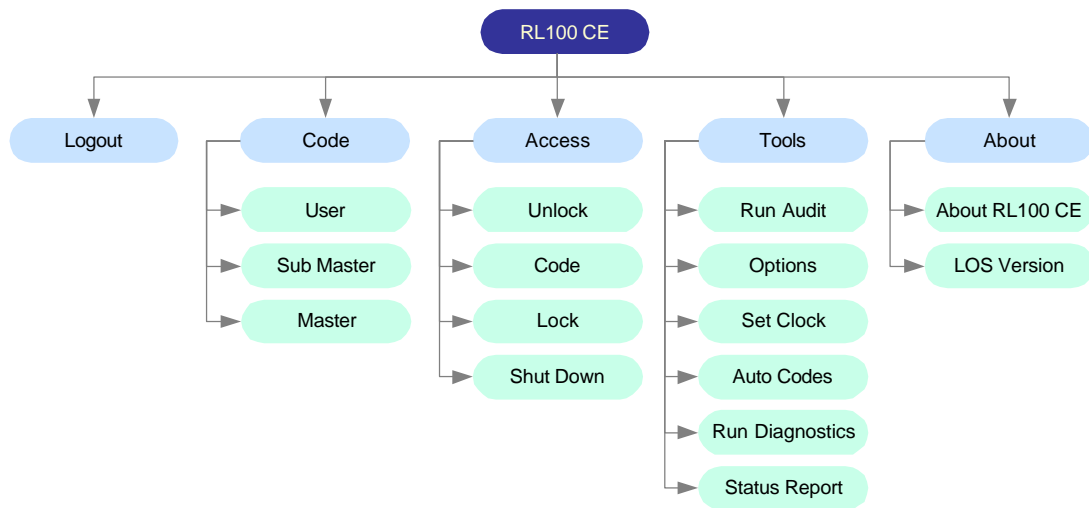 RL100 CE
Logout
Code
Access
Tools
About
User
Unlock
Run Audit
About RL100 CE
Sub Master
Code
Options
LOS Version
Master
Lock
Set Clock
Shut Down
Auto Codes
Run Diagnostics
Status Report